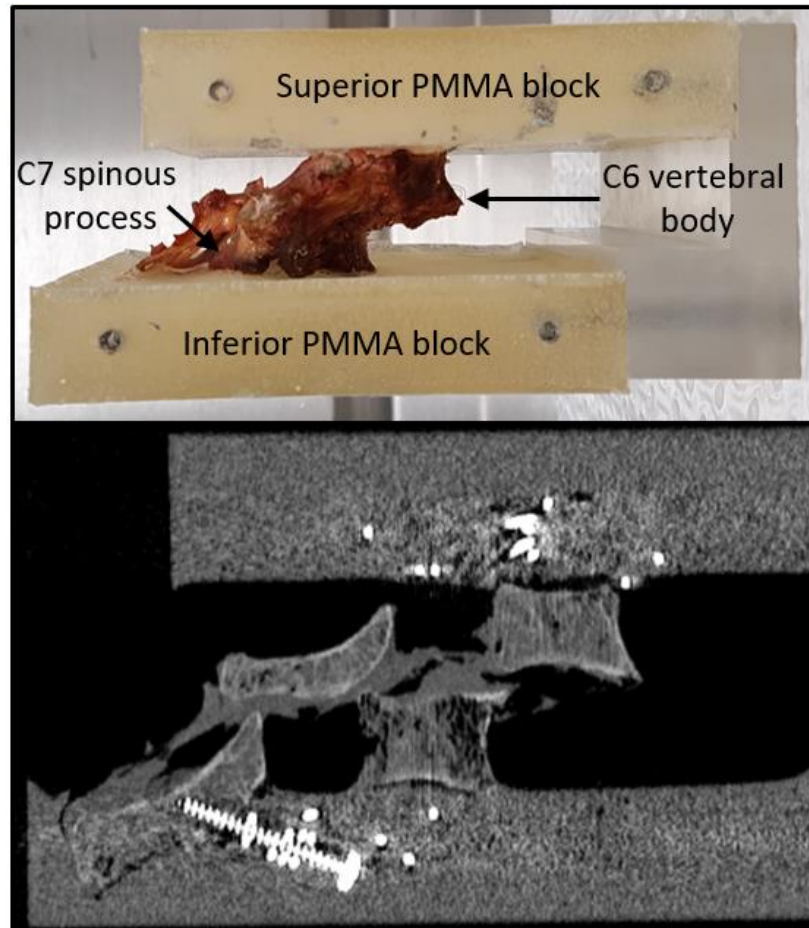 Superior PMMA block
C7 spinous
process
C6 vertebral
body
Inferior PMMA block